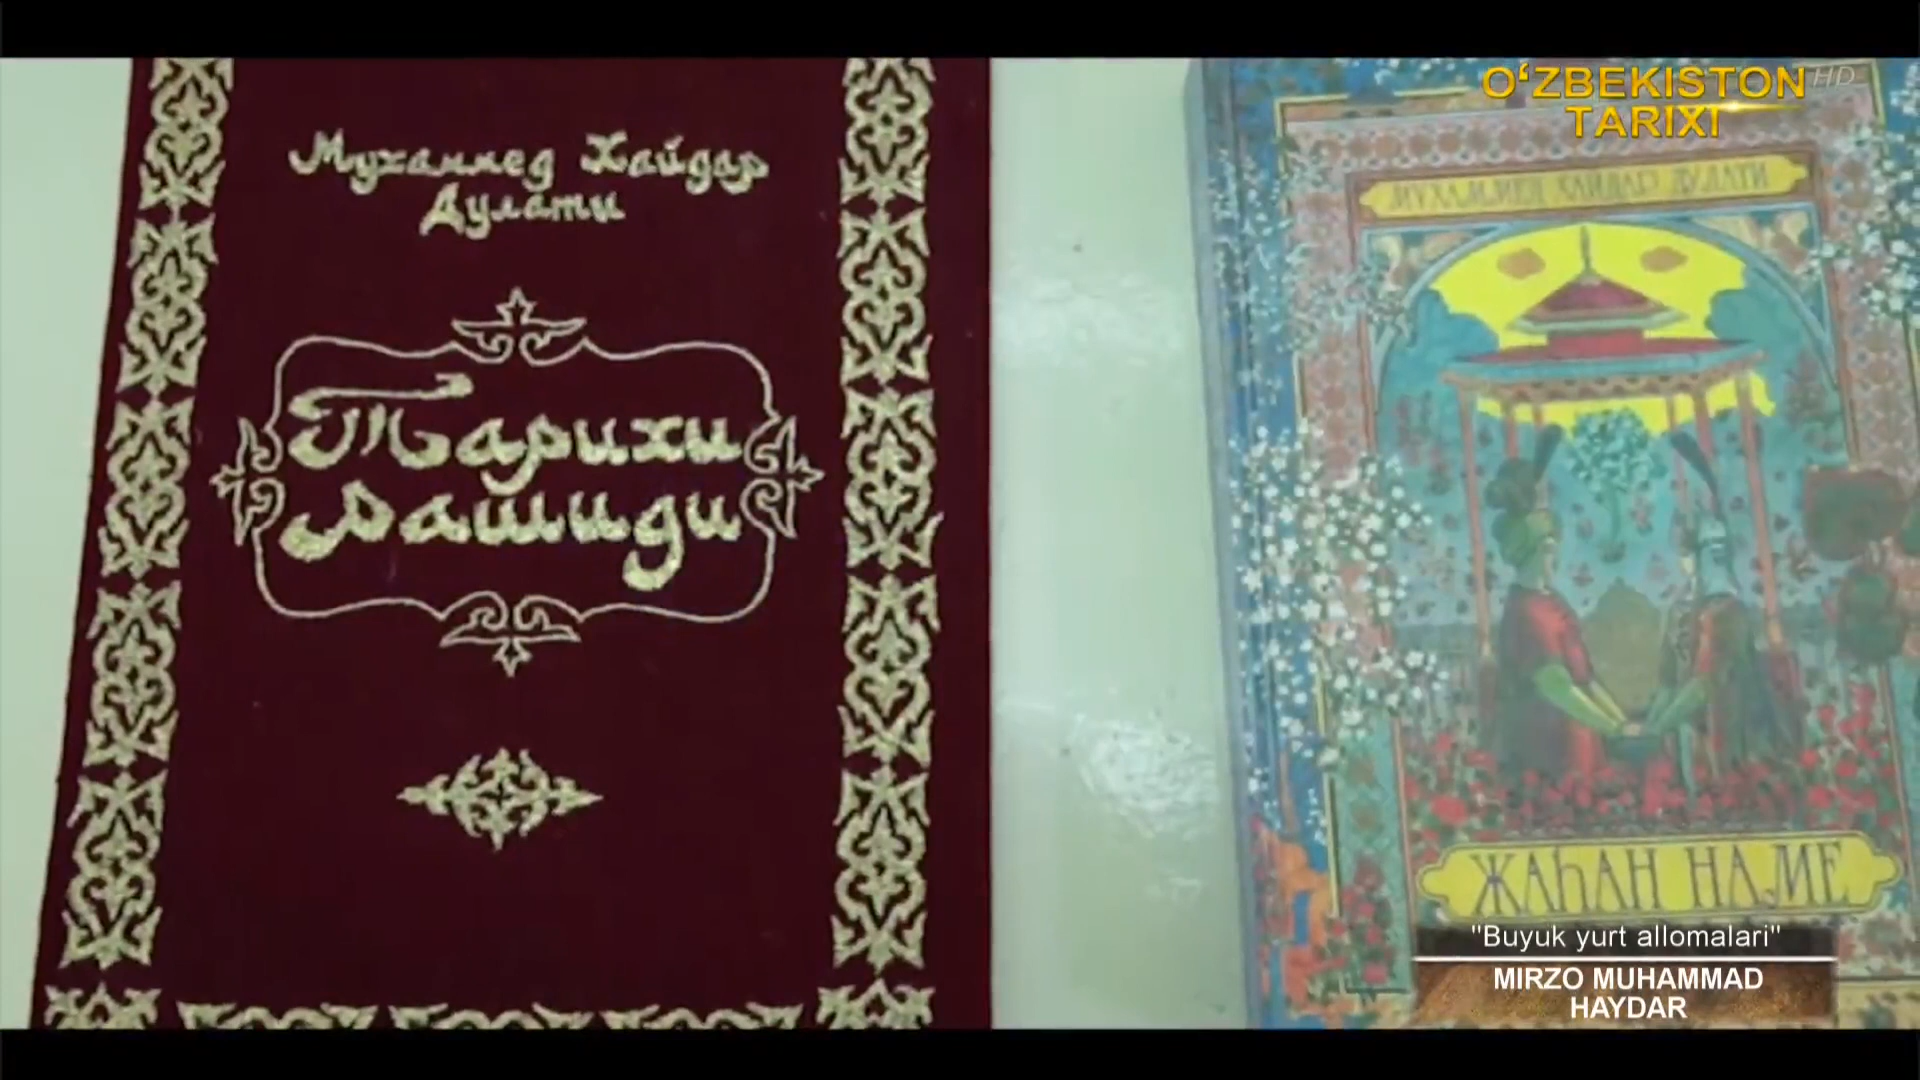 Мухаммед Хайдар
Дулати
Тарихи
Рашиди
O‘ZBEKISTON HD
TARIXI
МУХАММЕД ХАЙДАР ДУЛАТИ
ЖАҺАН НАМЕ
"Buyuk yurt allomalari"
MIRZO MUHAMMAD
HAYDAR